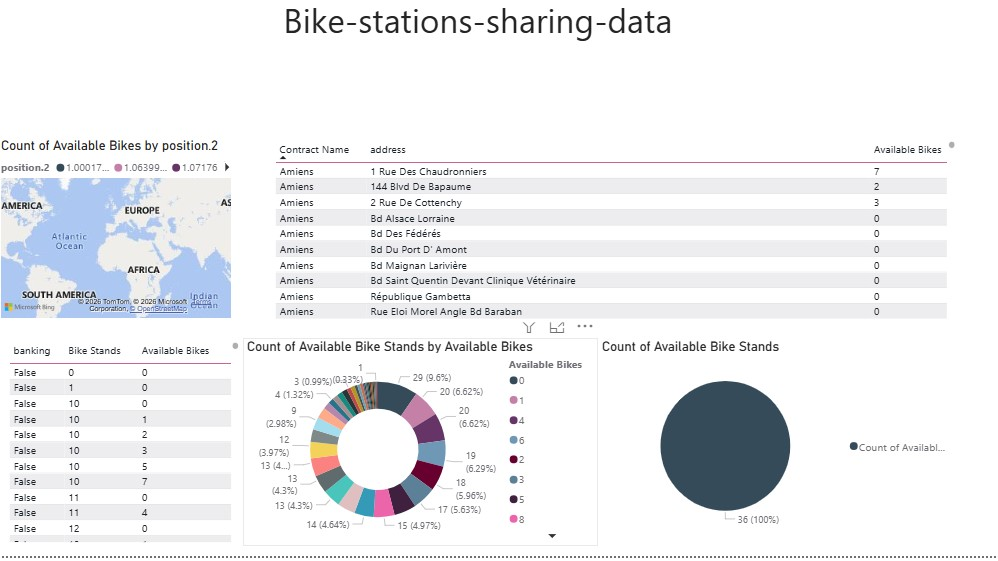 Bike-stations-sharing-data
Count of Available Bikes by position.2
position.2 1.00017... 1.06399... 1.07176
AMERICA
EUROPE
AS
Atlantic
Ocean
AFRICA
SOUTH AMERICA
Indian
Ocean
Microsoft Bing
© 2026 TomTom, © 2026 Microsoft
Corporation, © OpenStreetMap
Terms
Contract Name address Available Bikes
Amiens 1 Rue Des Chaudronniers 7
Amiens 144 Blvd De Bapaume 2
Amiens 2 Rue De Cottenchy 3
Amiens Bd Alsace Lorraine 0
Amiens Bd Des Fédérés 0
Amiens Bd Du Port D' Amont 0
Amiens Bd Maignan Larivière 0
Amiens Bd Saint Quentin Devant Clinique Vétérinaire 0
Amiens République Gambetta 0
Amiens Rue Eloi Morel Angle Bd Baraban 0
banking Bike Stands Available Bikes
False 0 0
False 1 0
False 10 0
False 10 1
False 10 2
False 10 3
False 10 5
False 10 7
False 11 0
False 11 4
False 12 0
Count of Available Bike Stands by Available Bikes
29 (9.6%)
20 (6.62%)
20
(6.62%)
19
(6.29%)
18
(5.96%)
17 (5.63%)
15 (4.97%)
14 (4.64%)
13 (4.3%)
13
(4.3%)
13 (4...)
12
(3.97%)
9
(2.98%)
4 (1.32%)
3 (0.99%)
(0.33%)
1
Available Bikes
0
1
4
6
2
3
5
8
Count of Available Bike Stands
36 (100%)
Count of Availabl...